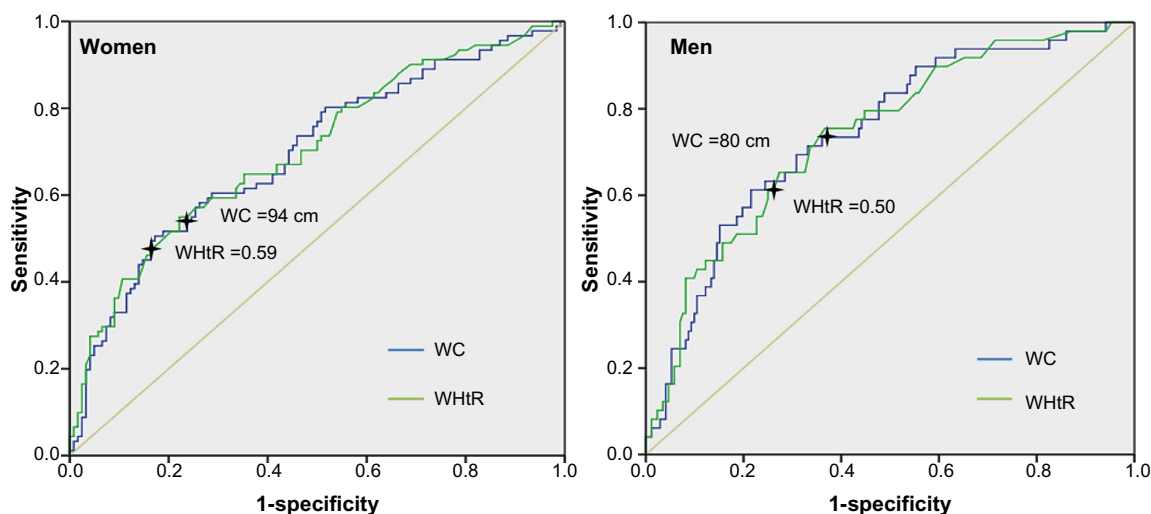 Women
Sensitivity
1.0
0.8
0.6
0.4
0.2
0.0
WC =94 cm
WHtR =0.59
WC
WHtR
0.0 0.2 0.4 0.6 0.8 1.0
1-specificity
Men
Sensitivity
1.0
0.8
0.6
0.4
0.2
0.0
WC =80 cm
WHtR =0.50
WC
WHtR
0.0 0.2 0.4 0.6 0.8 1.0
1-specificity